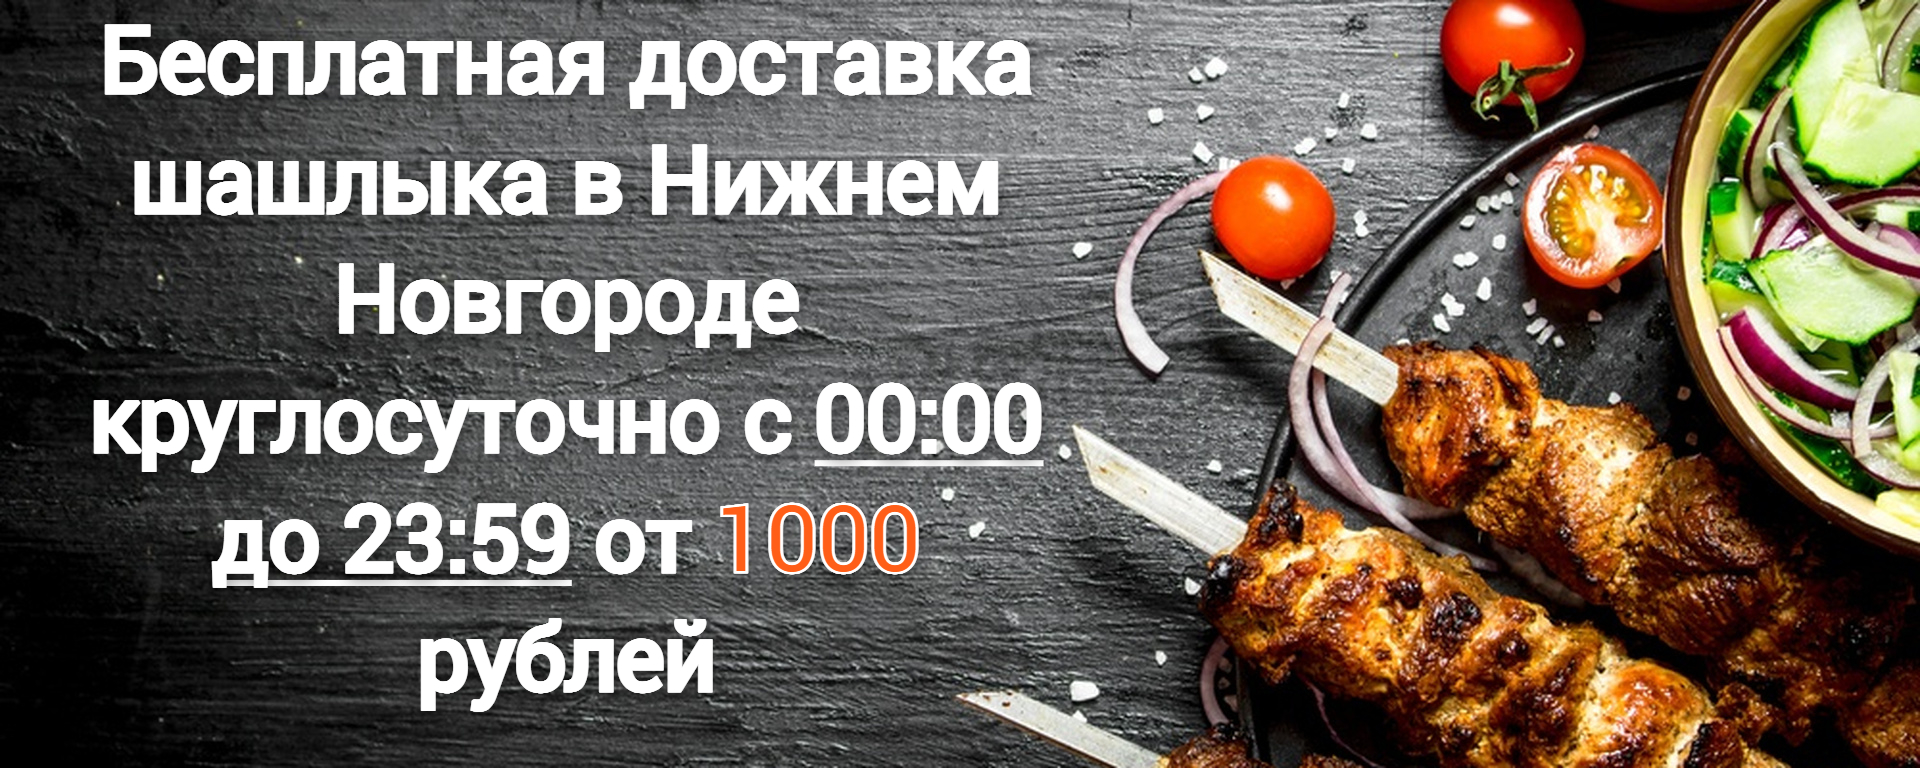 Бесплатная доставка
шашлыка в Нижнем
Новгороде
круглосуточно с 00:00
до 23:59 от 1000
рублей